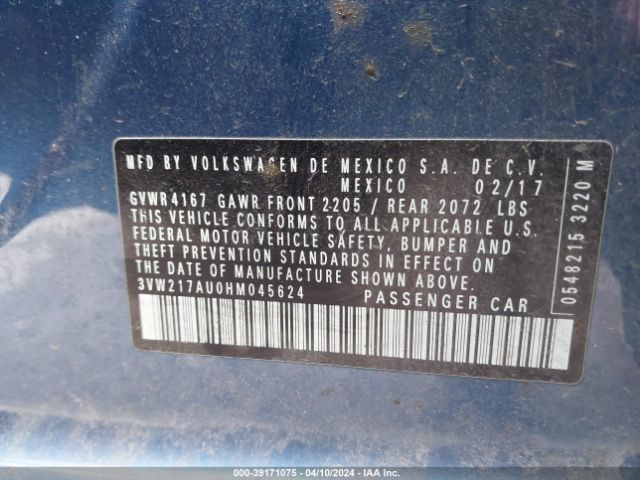 MFD BY VOLKSWAGEN DE MEXICO S.A. DE C.V.
MEXICO 02/17
GVWR 4167 GAWR FRONT 2205 / REAR 2072 LBS
THIS VEHICLE CONFORMS TO ALL APPLICABLE U.S.
FEDERAL MOTOR VEHICLE SAFETY, BUMPER AND
THEFT PREVENTION STANDARDS IN EFFECT ON
THE DATE OF MANUFACTURE SHOWN ABOVE.
3VW217AU0HM045624 PASSENGER CAR
05482153220 M
000-39171075 - 04/10/2024 - IAA Inc.